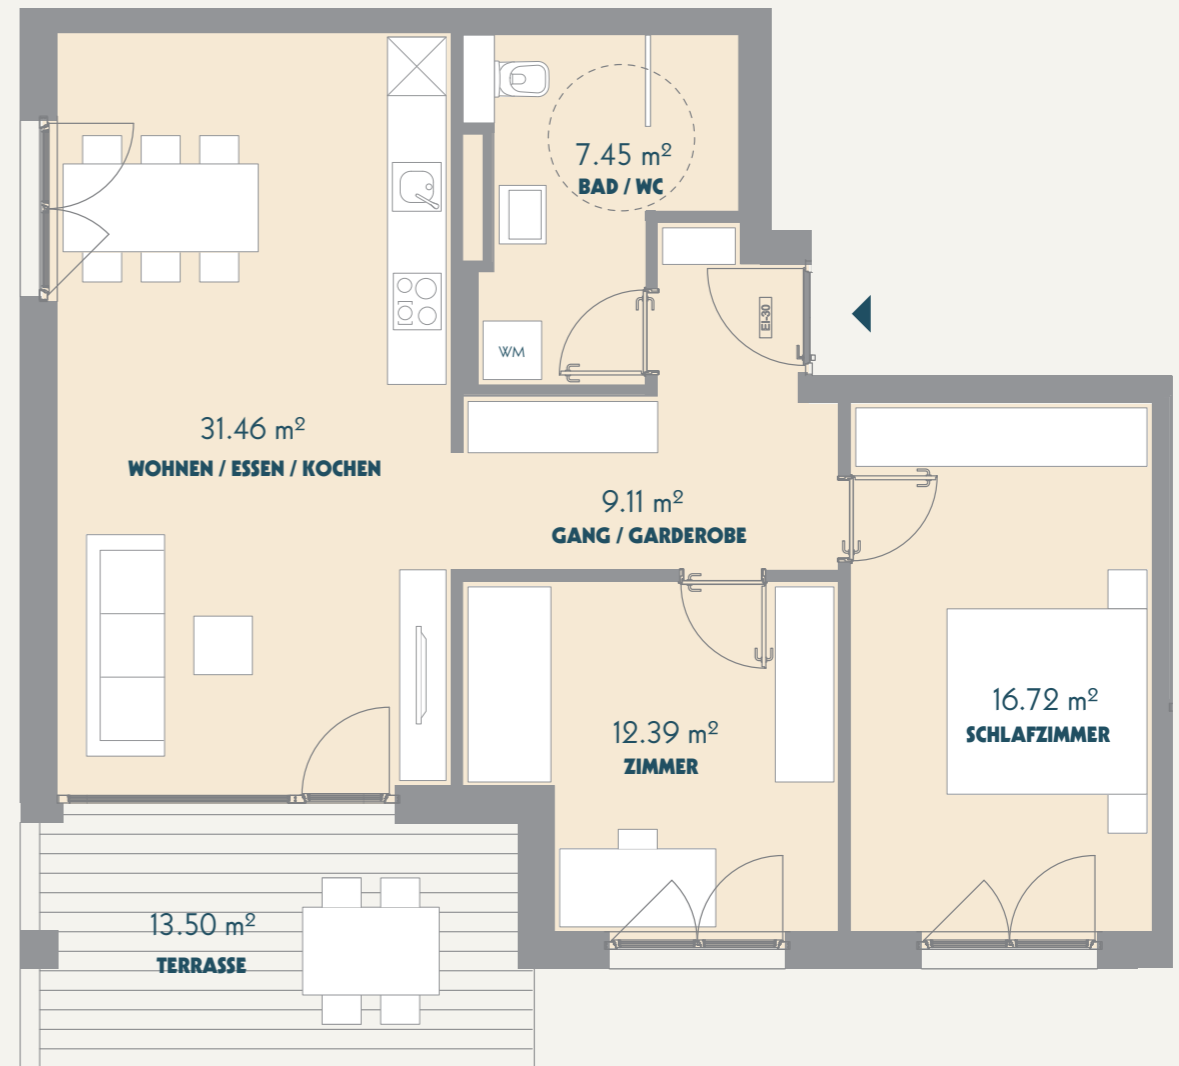 7.45 m²
BAD / WC
EI-30
WM
31.46 m²
WOHNEN / ESSEN / KOCHEN
9.11 m²
GANG / GARDEROBE
12.39 m²
ZIMMER
16.72 m²
SCHLAFZIMMER
13.50 m²
TERRASSE